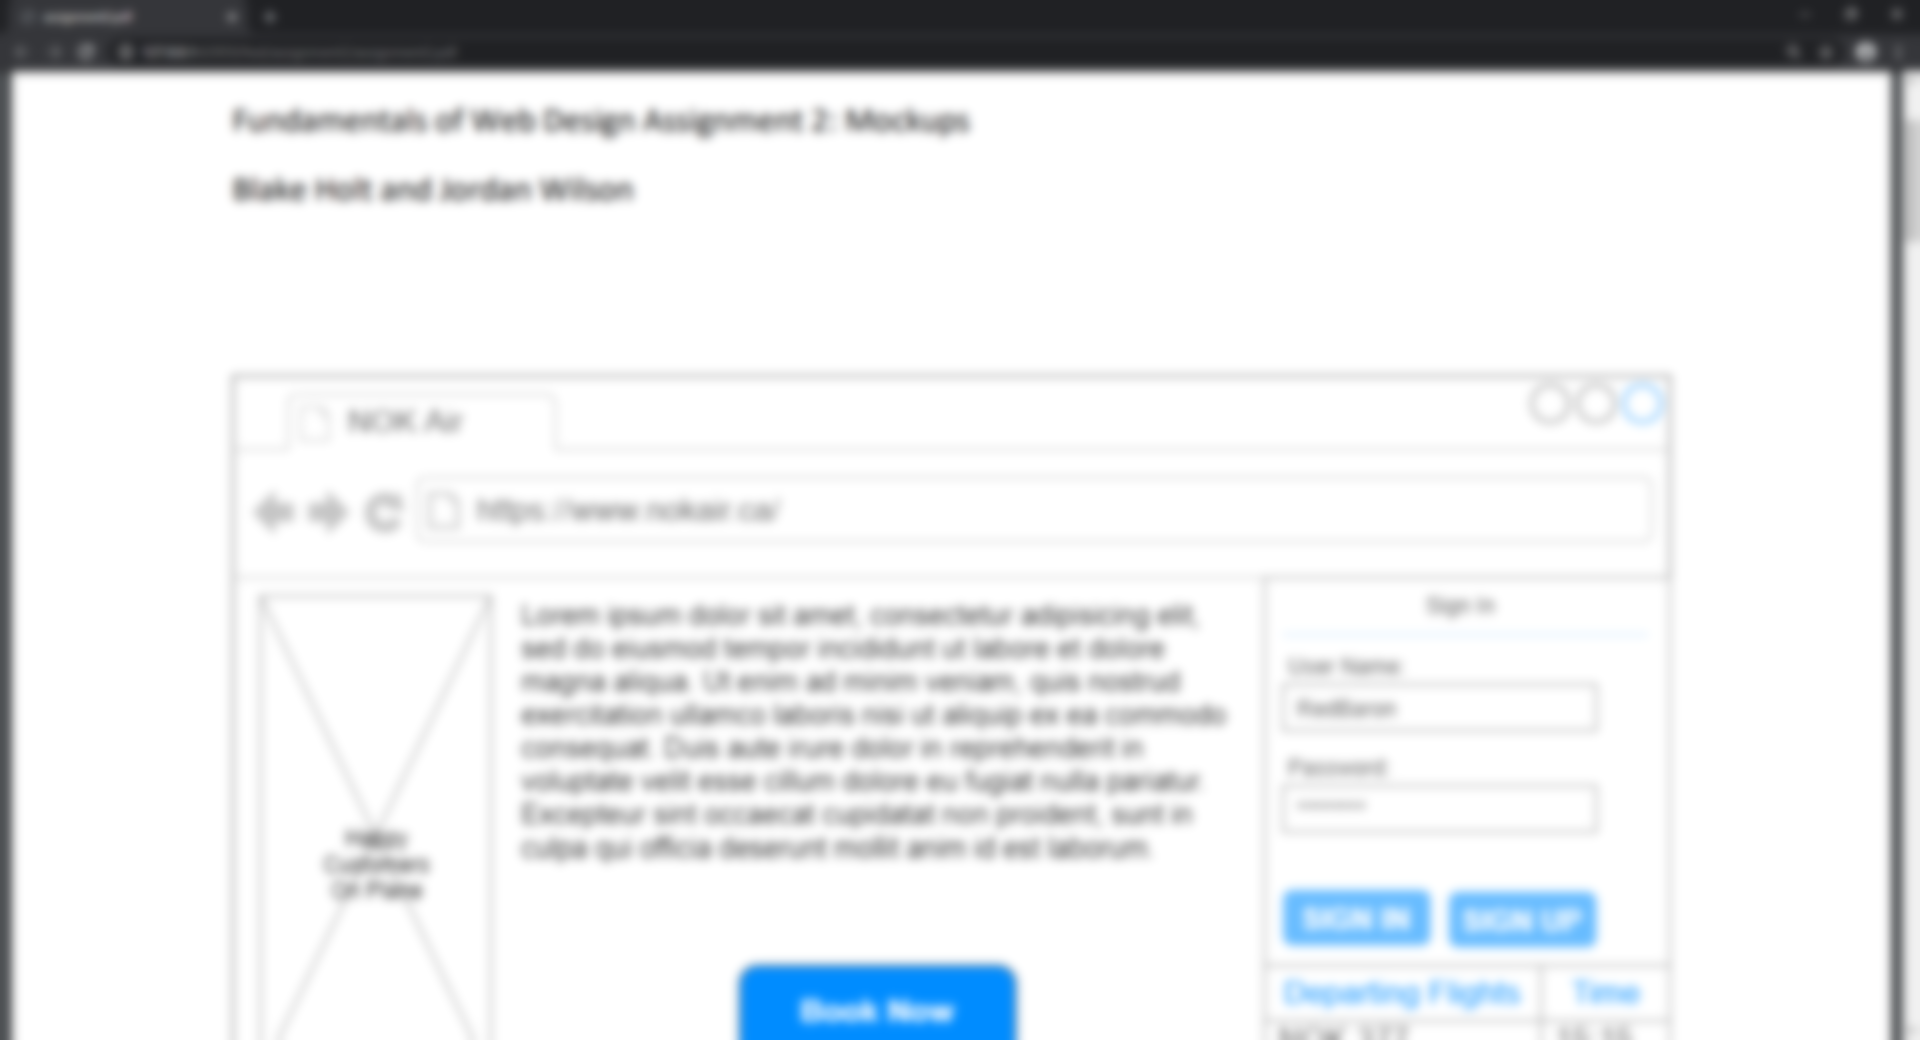 Fundamentals of Web Design Assignment 2: Mockups
Blake Holt and Jordan Wilson
NOK Air
https://www.nokair.ca/
Lorem ipsum dolor sit amet, consectetur adipisicing elit,
sed do eiusmod tempor incididunt ut labore et dolore
magna aliqua. Ut enim ad minim veniam, quis nostrud
exercitation ullamco laboris nisi ut aliquip ex ea commodo
consequat. Duis aute irure dolor in reprehenderit in
voluptate velit esse cillum dolore eu fugiat nulla pariatur.
Excepteur sint occaecat cupidatat non proident, sunt in
culpa qui officia deserunt mollit anim id est laborum.
Happy
Customers
On Plane
Book Now
Sign In
User Name:
RedBaron
Password:
SIGN IN
SIGN UP
Departing Flights
Time